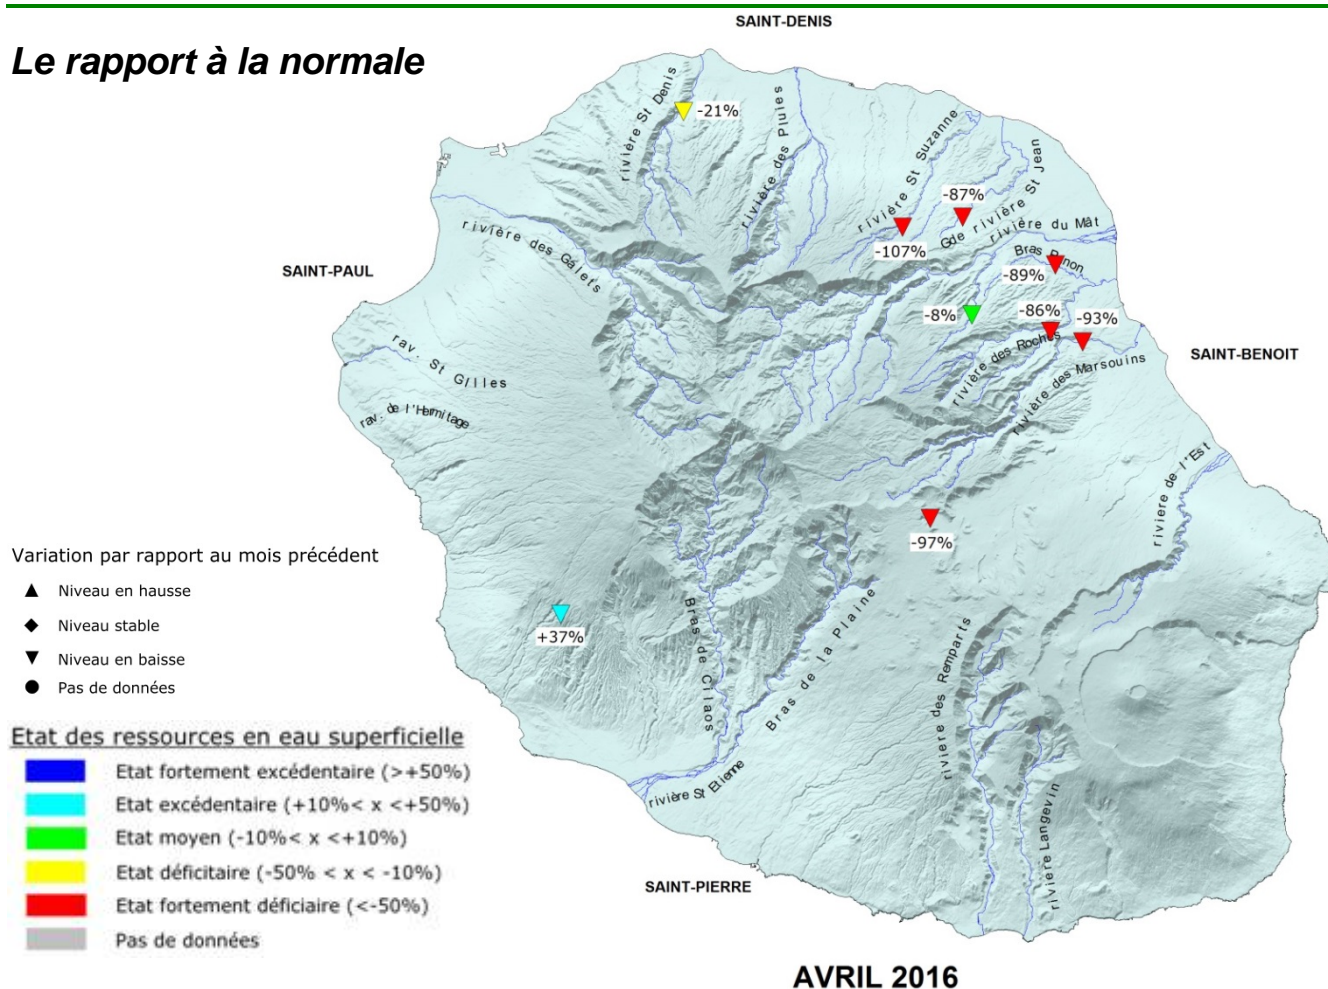 SAINT-DENIS
Le rapport à la normale
rivière St Denis
-21%
rivière des Pluies
rivière St Suzanne
-87%
Gde rivière St Jean
rivière du Mât
-107%
Bras Panon
-89%
rivière des Galets
SAINT-PAUL
-8%
-86%
-93%
SAINT-BENOIT
rivière des Roches
rivière des Marsouins
rav. St Gilles
rav. de l'Hermitage
rivière de l'Est
-97%
Variation par rapport au mois précédent
Niveau en hausse
Niveau stable
Niveau en baisse
Pas de données
+37%
Bras de Cilaos
Bras de la Plaine
rivière des Remparts
rivière St Etienne
rivière Langevin
SAINT-PIERRE
Etat des ressources en eau superficielle
Etat fortement excédentaire (>+50%)
Etat excédentaire (+10%< x <+50%)
Etat moyen (-10%< x <+10%)
Etat déficitaire (-50% < x < -10%)
Etat fortement déficiaire (<-50%)
Pas de données
AVRIL 2016